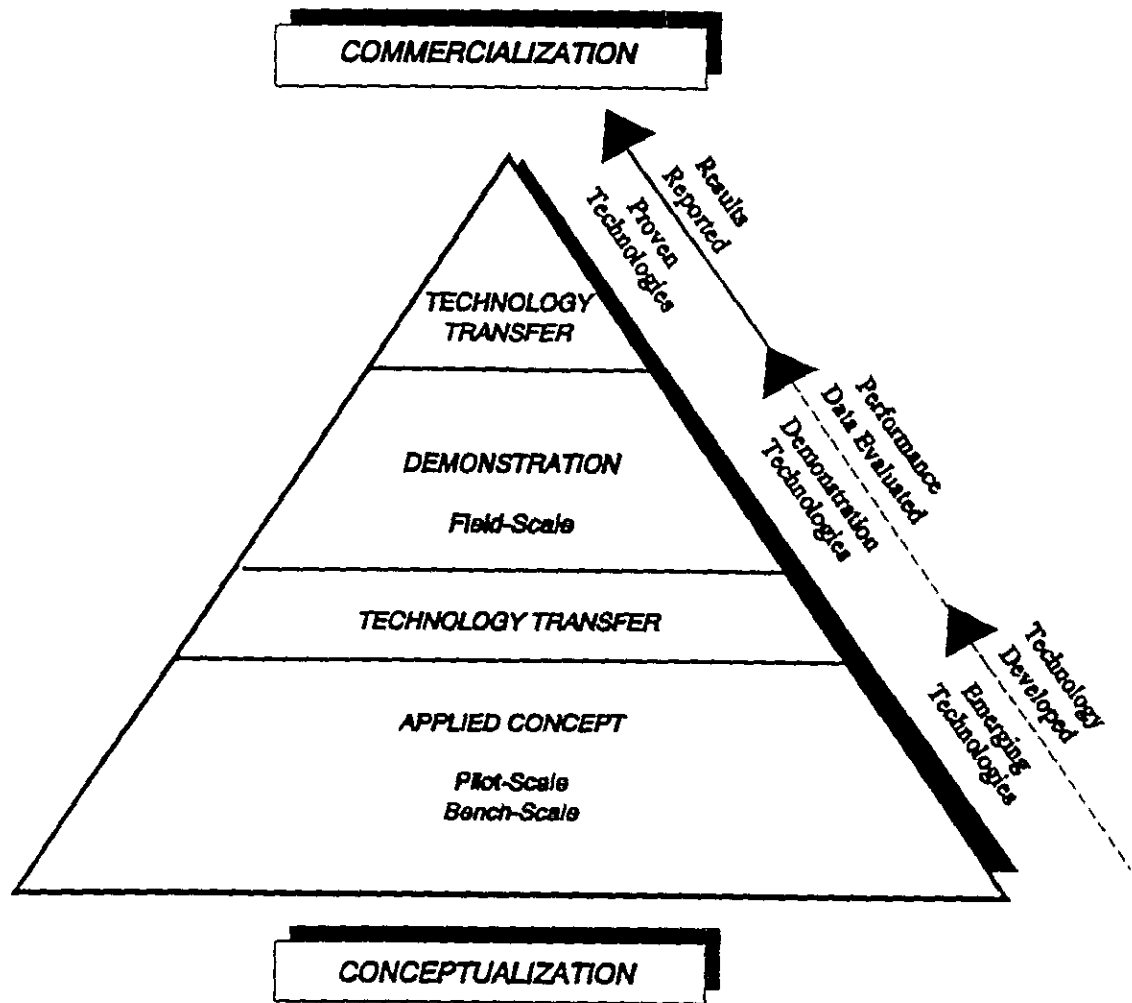 COMMERCIALIZATION
Results
Reported
Proven
Technologies
TECHNOLOGY
TRANSFER
Performance
Data Evaluated
Demonstration
Technologies
DEMONSTRATION
Field-Scale
TECHNOLOGY TRANSFER
Technology
Developed
Emerging
Technologies
APPLIED CONCEPT
Pilot-Scale
Bench-Scale
CONCEPTUALIZATION